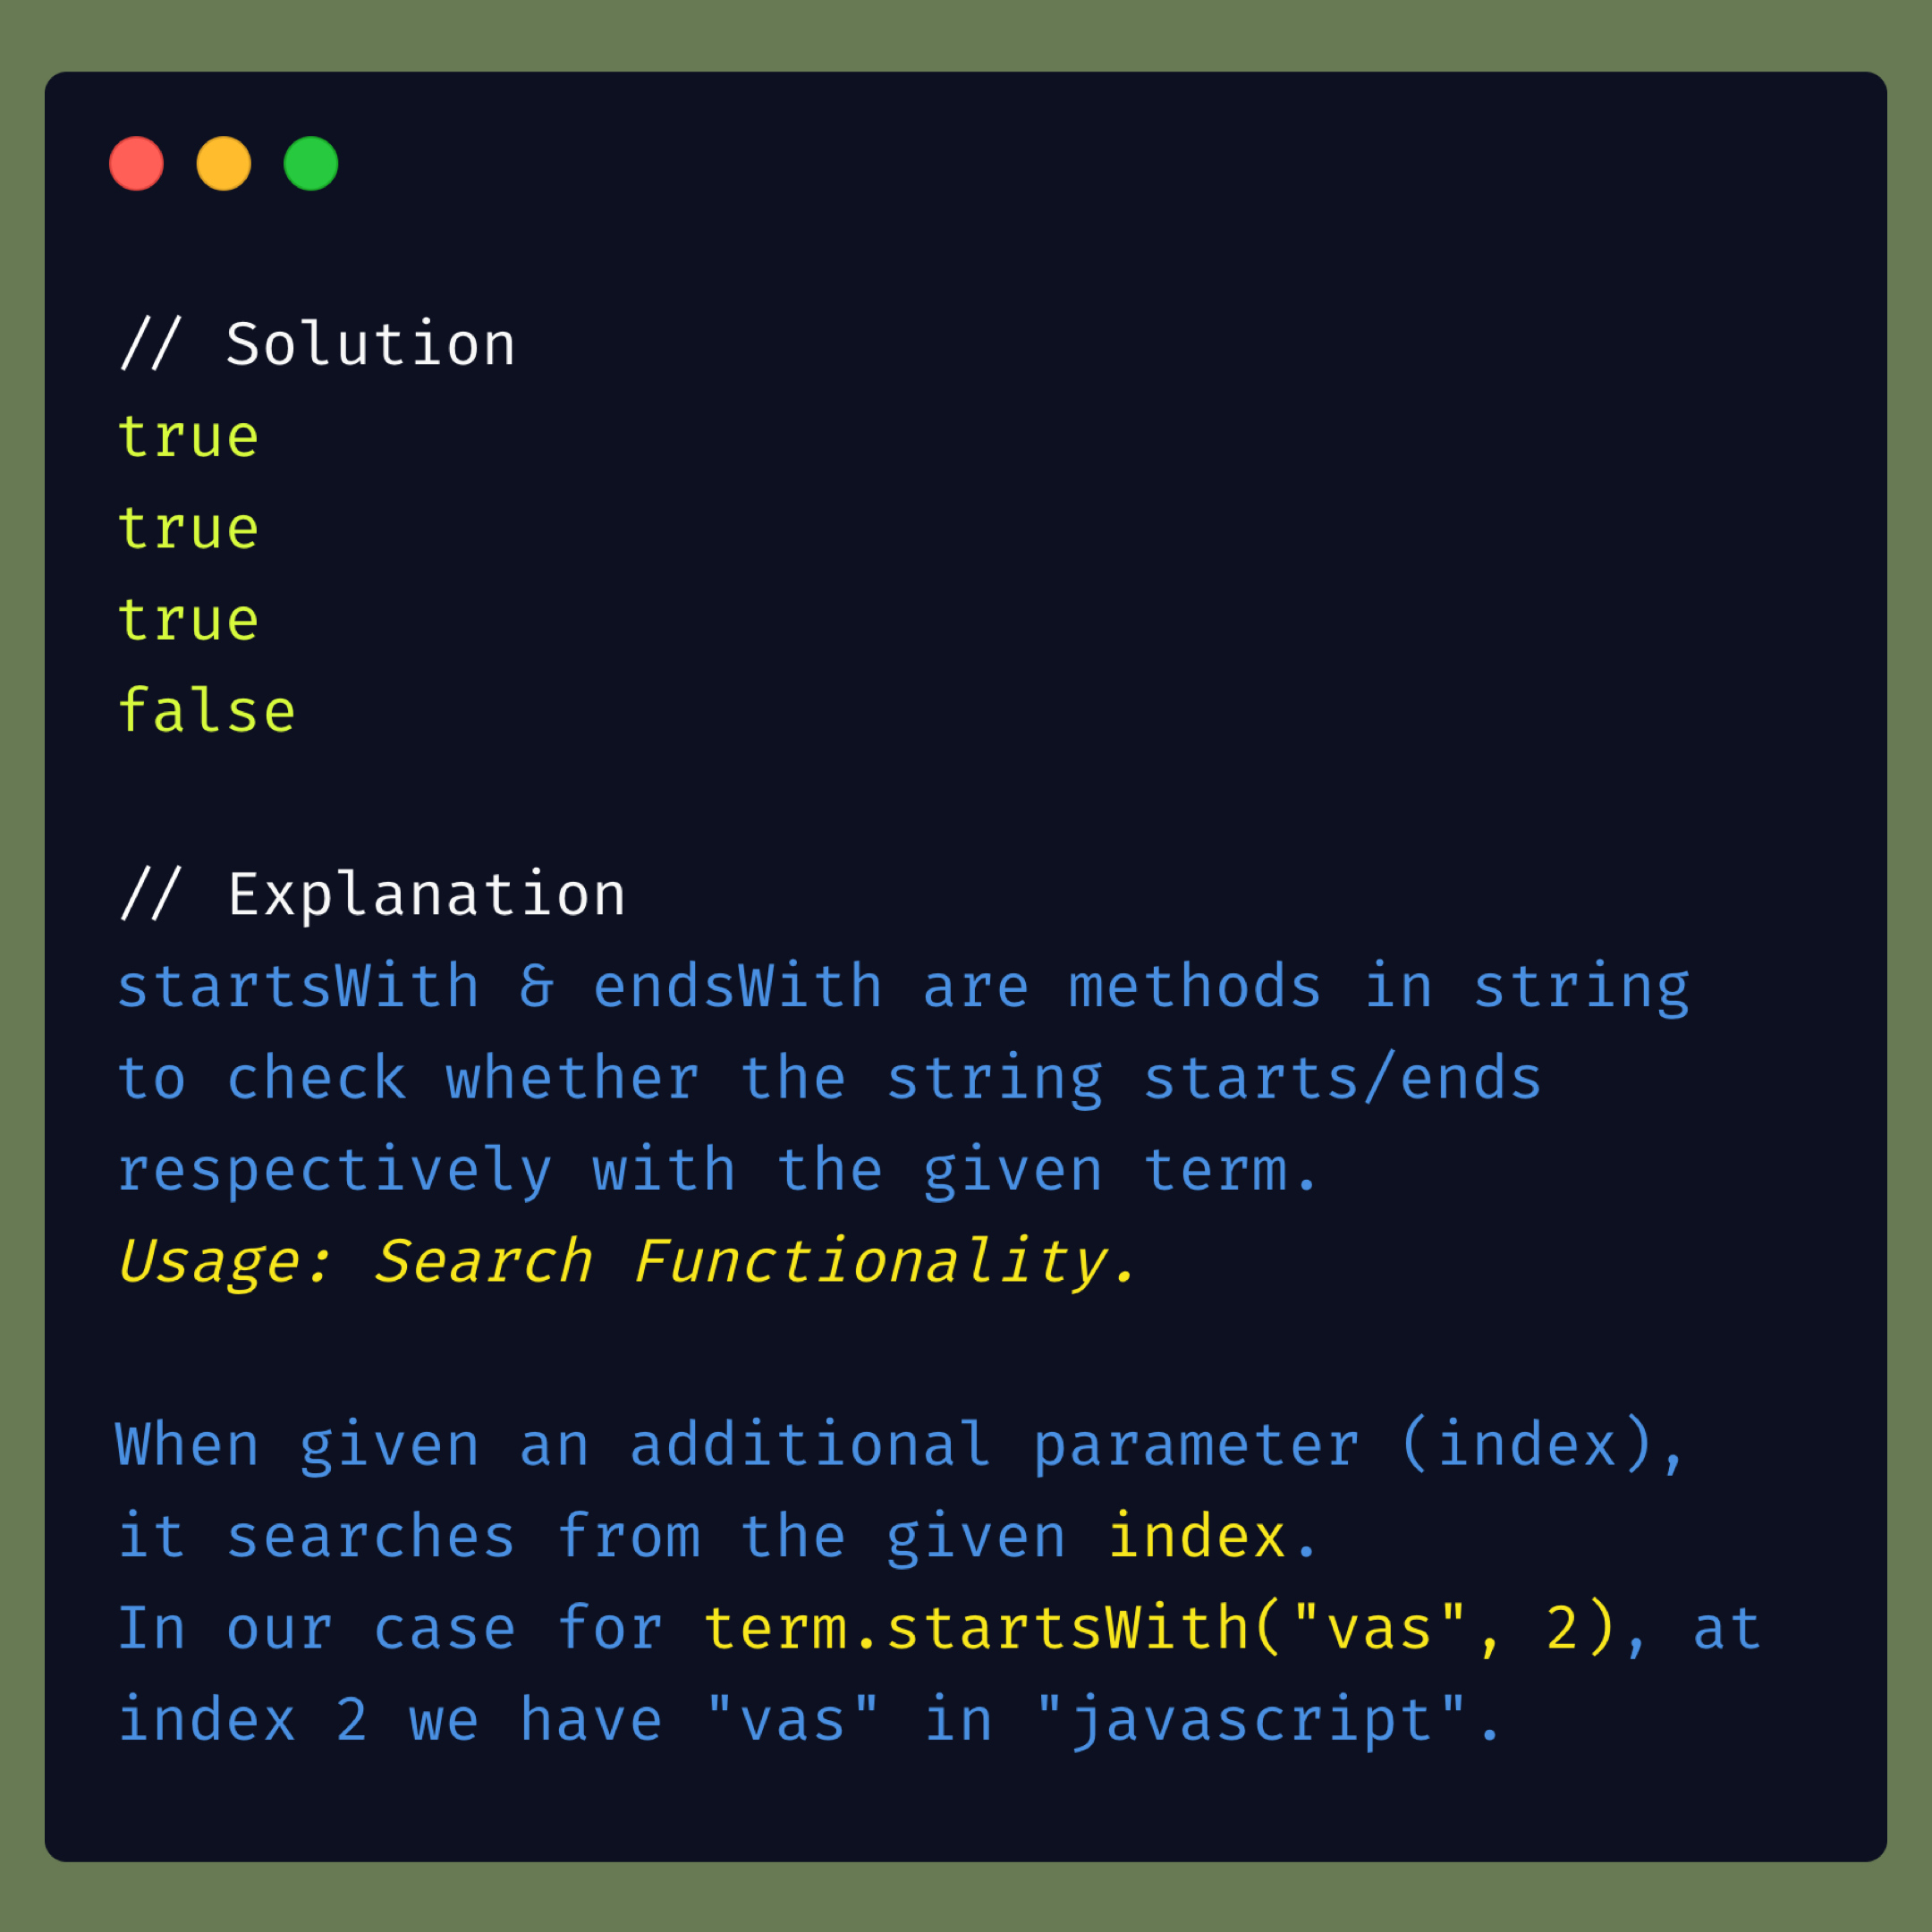 // Solution
true
true
true
false
// Explanation
startsWith & endsWith are methods in string
to check whether the string starts/ends
respectively with the given term.
Usage: Search Functionality.
When given an additional parameter (index),
it searches from the given index.
In our case for term.startsWith("vas", 2), at
index 2 we have "vas" in "javascript".